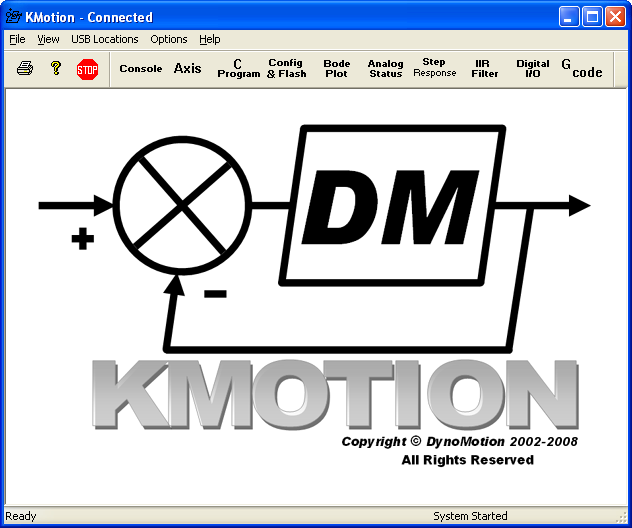 KMotion - Connected
File View USB Locations Options Help
? STOP Console Axis C Program Config & Flash Bode Plot Analog Status Step Response IIR Filter Digital I/O G code
DM
+
−
KMOTION
Copyright © DynoMotion 2002-2008
All Rights Reserved
Ready System Started